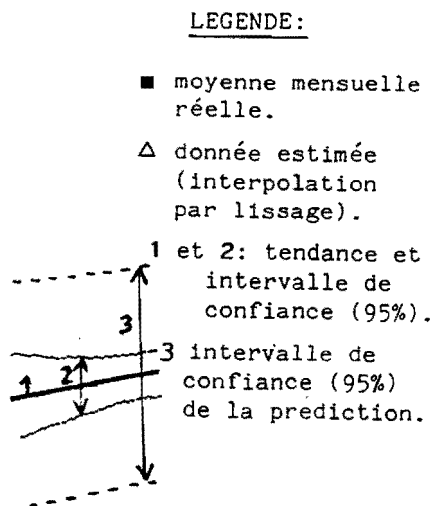 LEGENDE:
■ moyenne mensuelle
réelle.
△ donnée estimée
(interpolation
par lissage).
1 et 2: tendance et
intervalle de
confiance (95%).
3 intervalle de
confiance (95%)
de la prédiction.
3
1
2